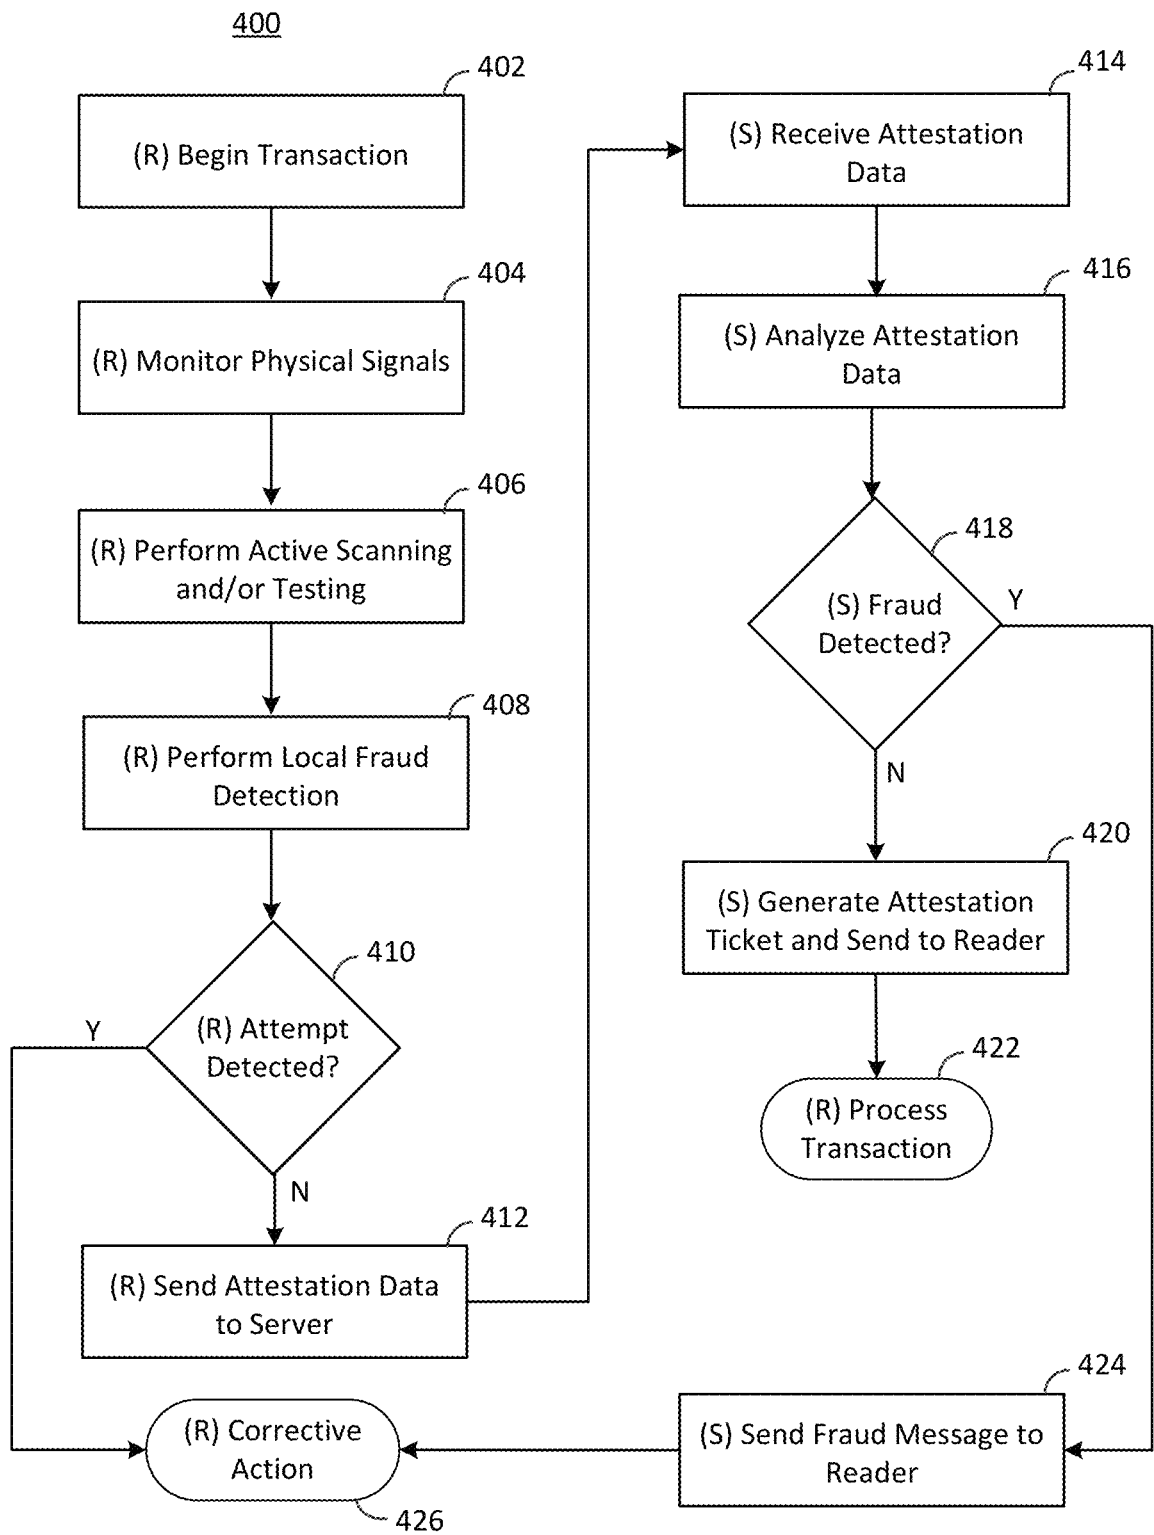 400
402
(R) Begin Transaction
404
(R) Monitor Physical Signals
406
(R) Perform Active Scanning
and/or Testing
408
(R) Perform Local Fraud
Detection
410
(R) Attempt
Detected?
Y
N
412
(R) Send Attestation Data
to Server
(R) Corrective
Action
426
414
(S) Receive Attestation
Data
416
(S) Analyze Attestation
Data
418
(S) Fraud
Detected?
Y
N
420
(S) Generate Attestation
Ticket and Send to Reader
422
(R) Process
Transaction
424
(S) Send Fraud Message to
Reader